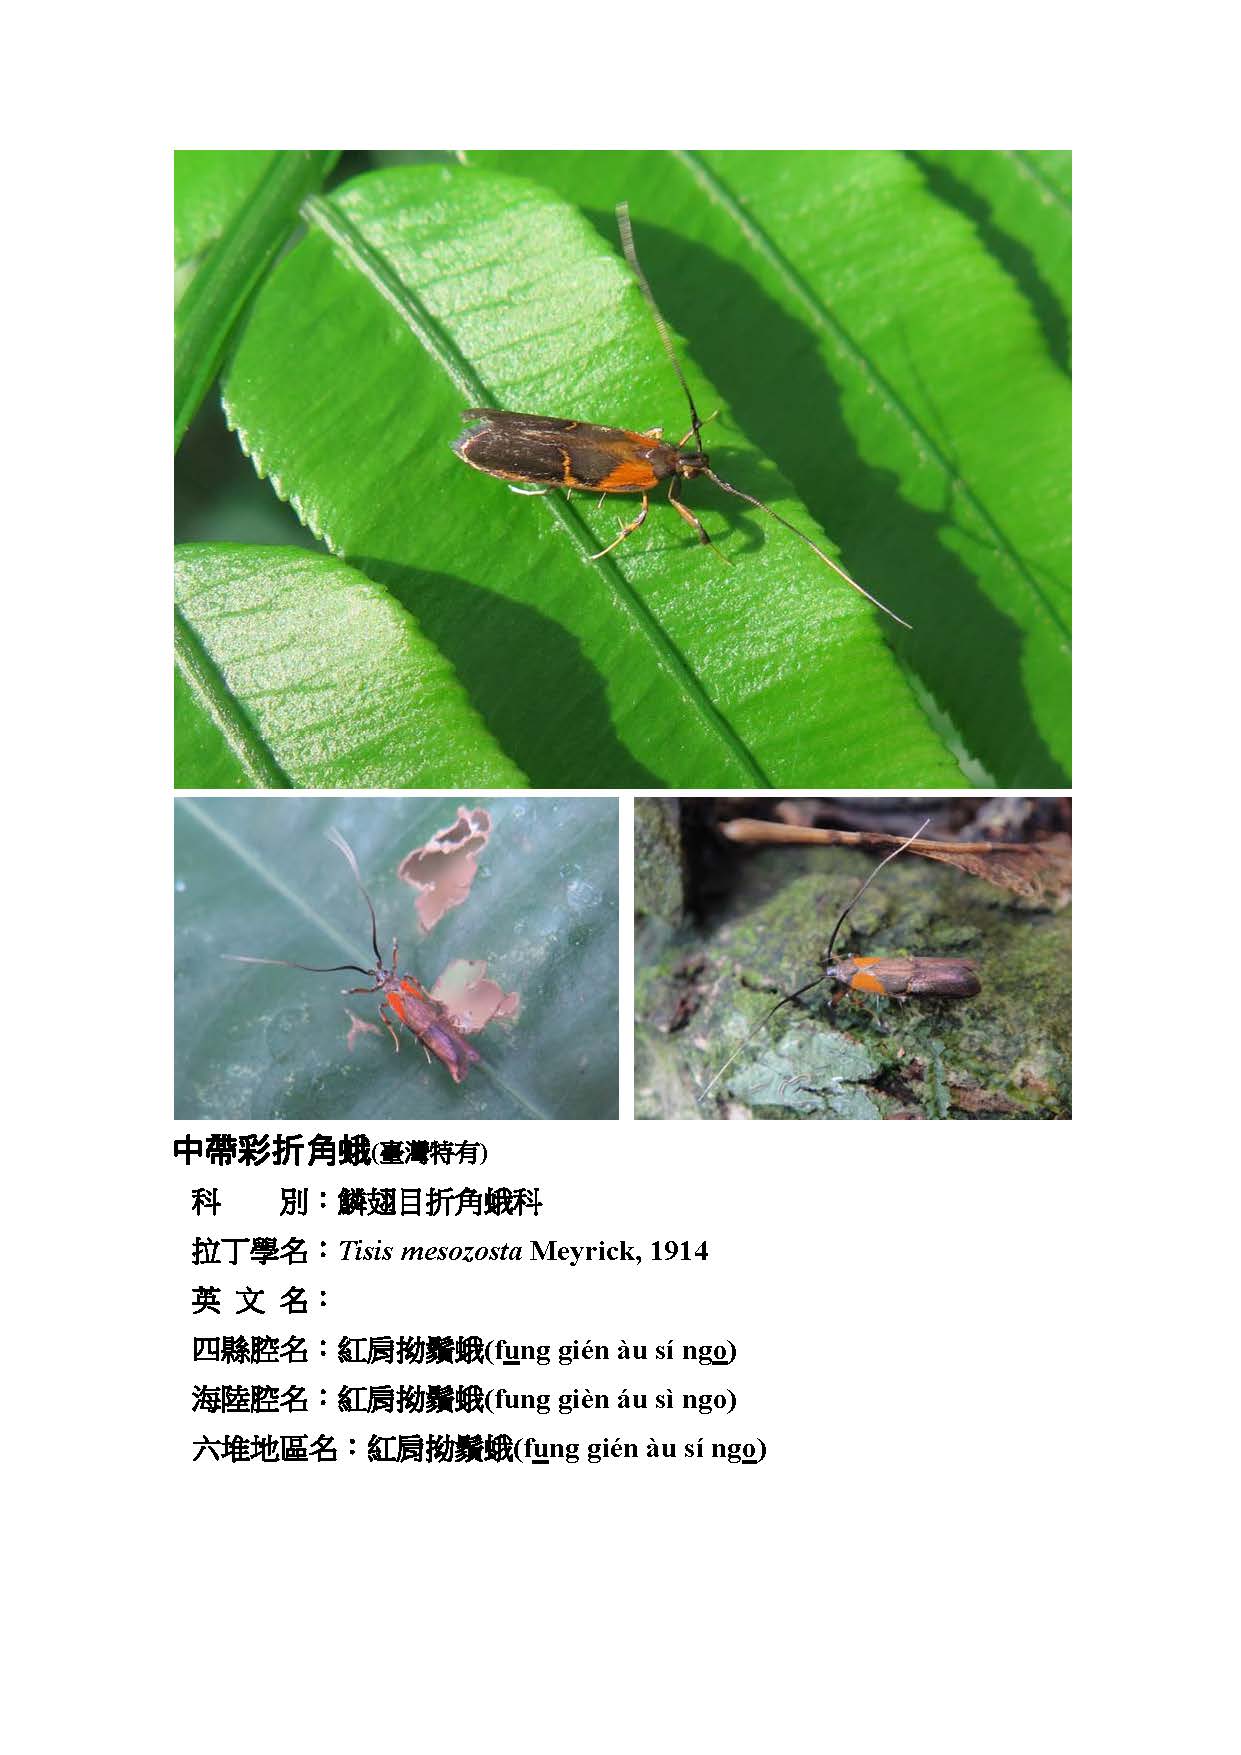 中帶彩折角蛾(臺灣特有)
科　　別：鱗翅目折角蛾科
拉丁學名：Tisis mesozosta Meyrick, 1914
英 文 名：
四縣腔名：紅肩拗鬚蛾(fung gién àu sí ngo)
海陸腔名：紅肩拗鬚蛾(fung gièn áu sì ngo)
六堆地區名：紅肩拗鬚蛾(fung gién àu sí ngo)